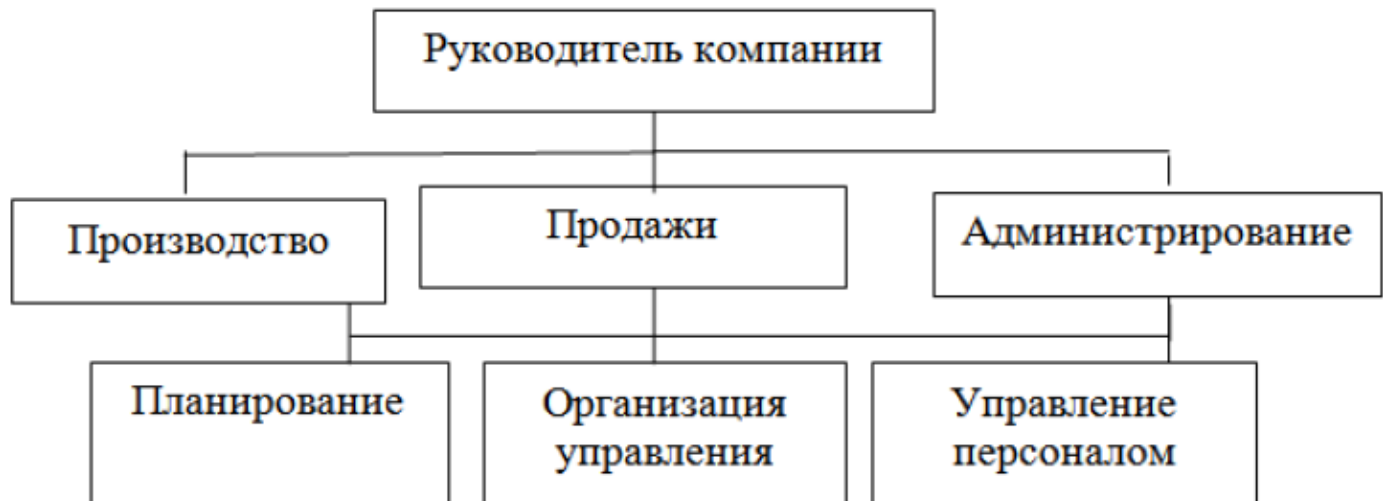 Руководитель компании
Производство
Продажи
Администрирование
Планирование
Организация
управления
Управление
персоналом